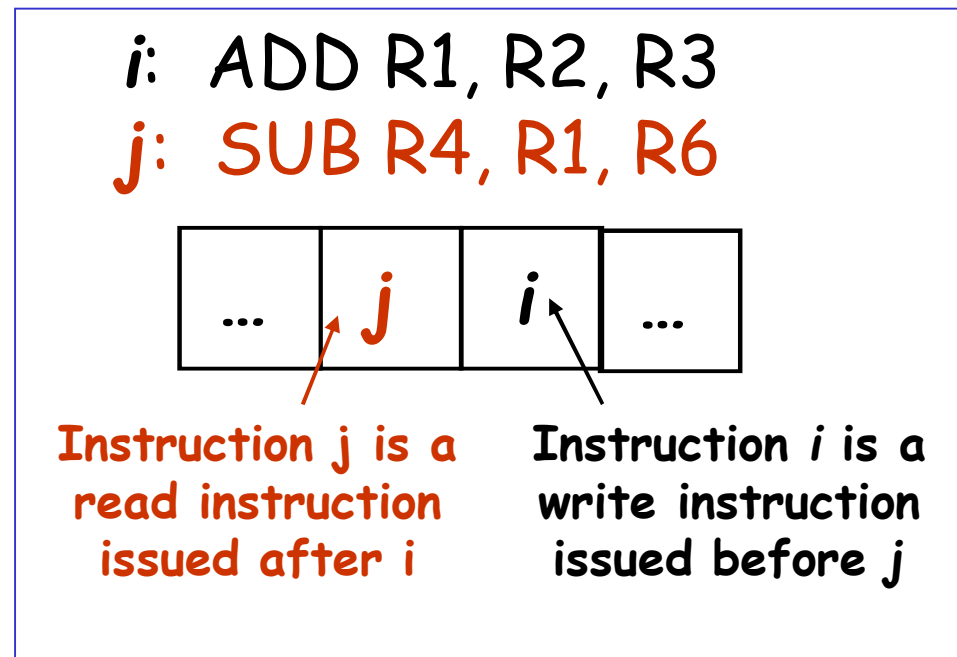 i: ADD R1, R2, R3
j: SUB R4, R1, R6
... j i ...
Instruction j is a
read instruction
issued after i
Instruction i is a
write instruction
issued before j